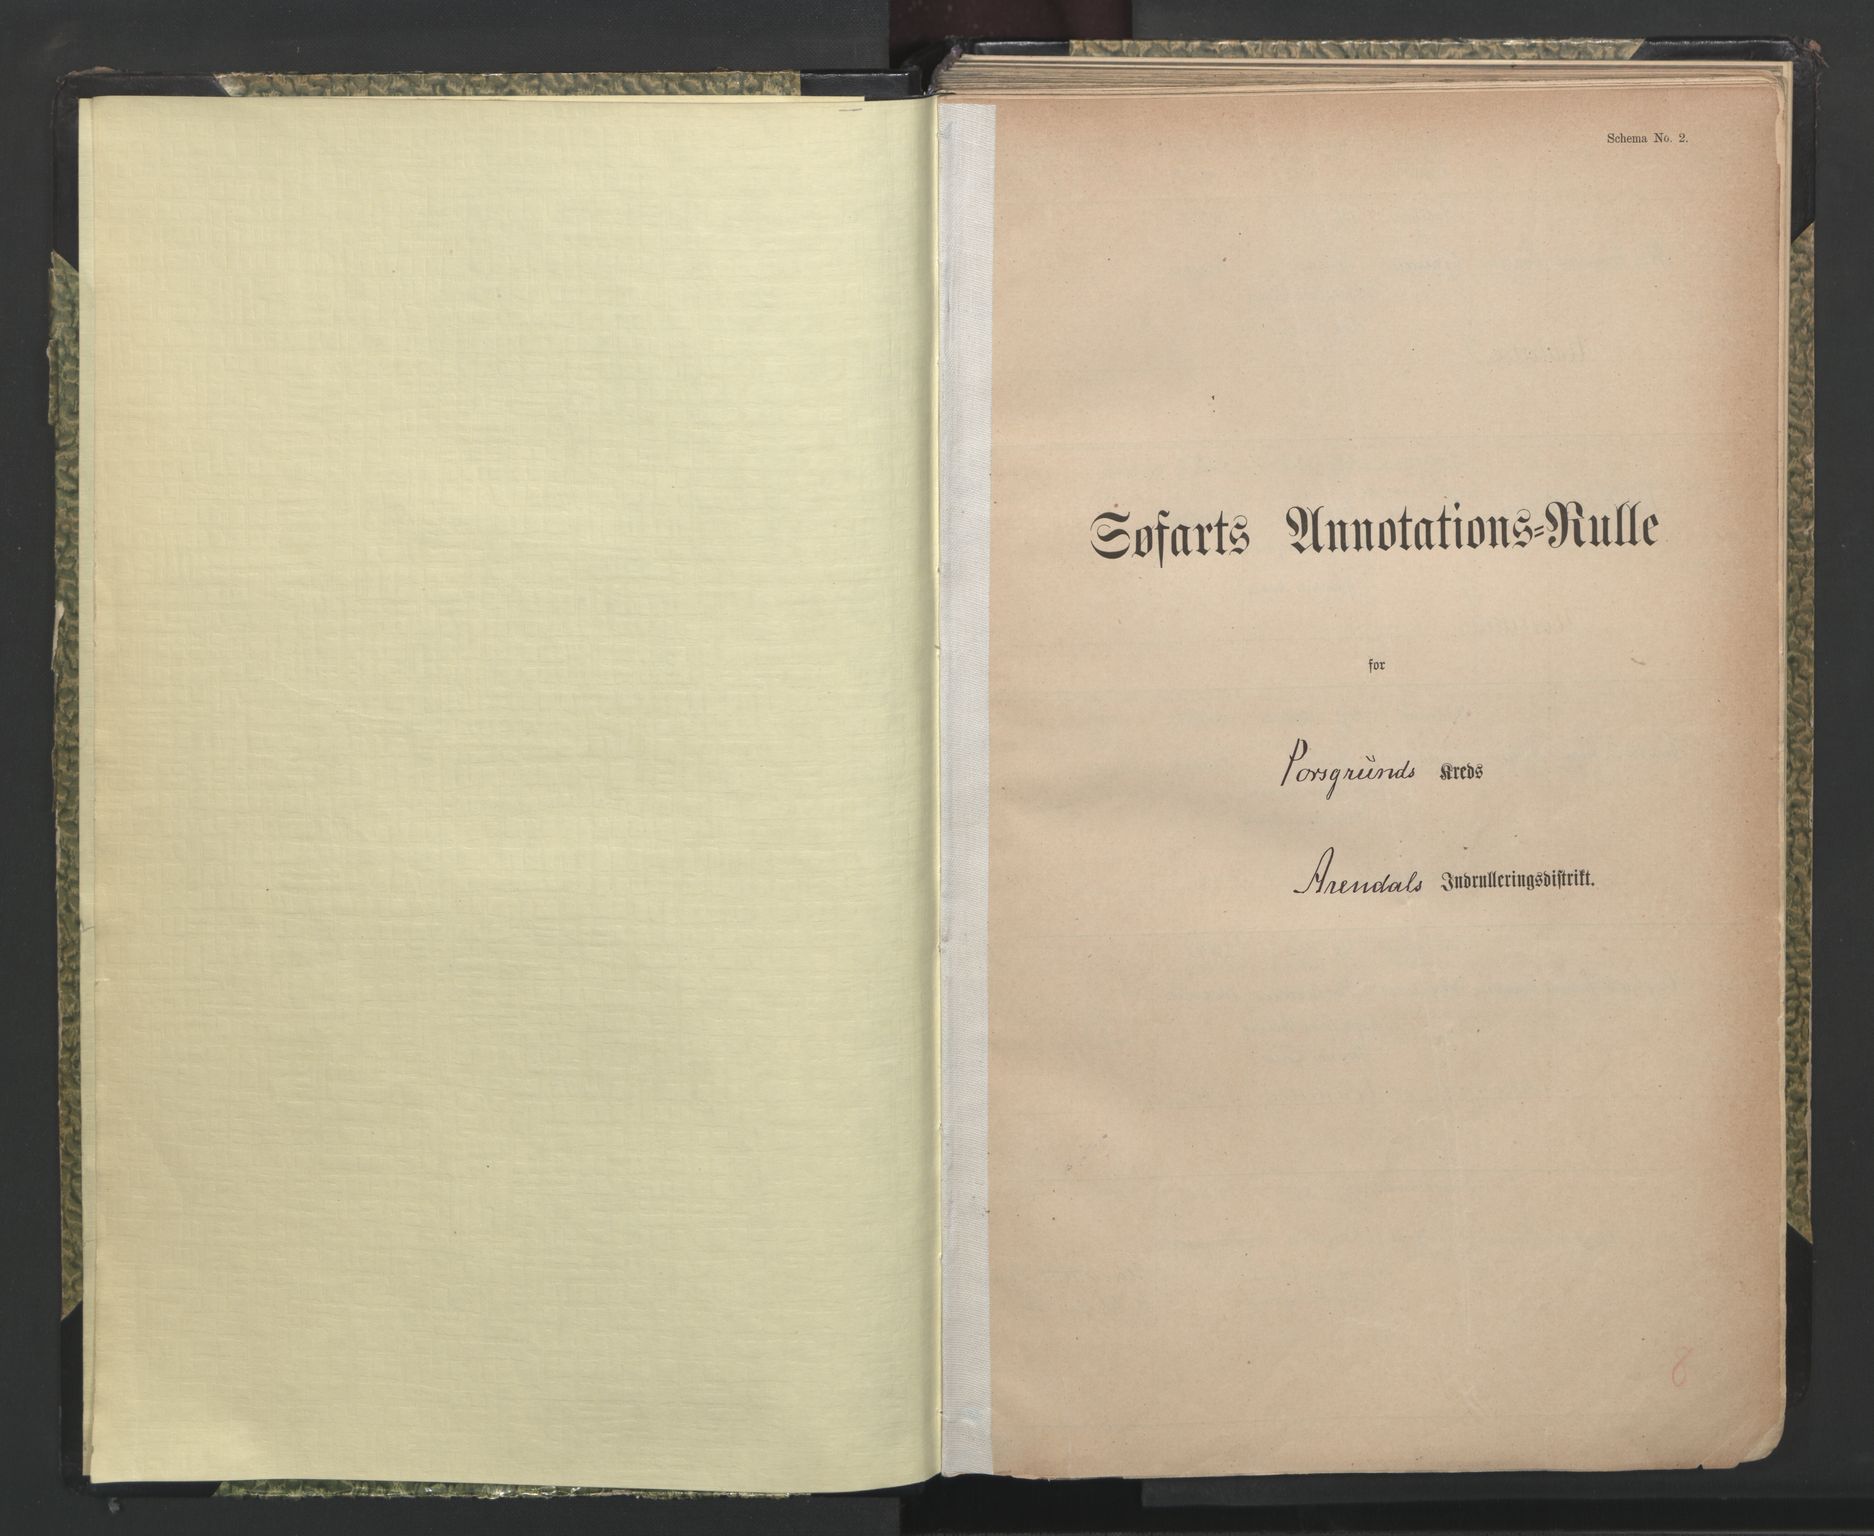 Schema No. 2.
Søfarts Annotations-Rulle
for
Porsgrunds Kreds
Arendals Indrulleringsdistrikt.